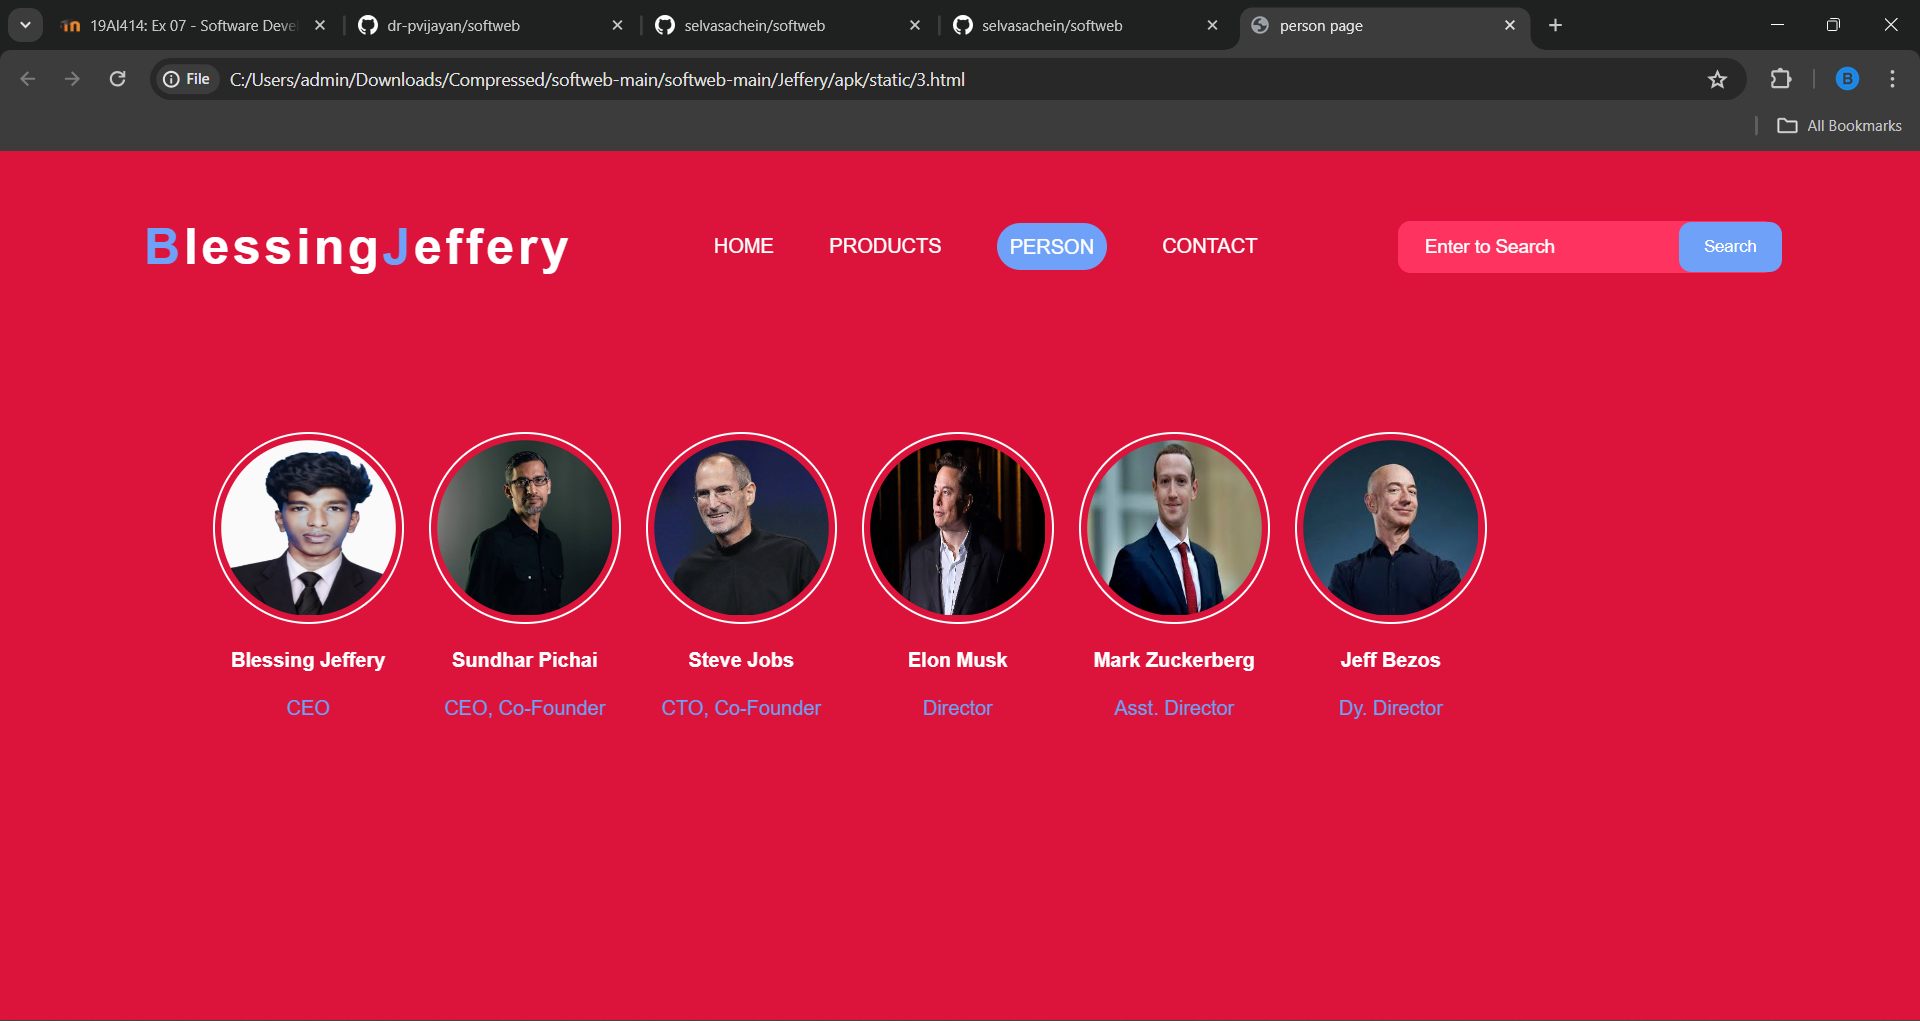 19AI414: Ex 07 - Software Deve
dr-pvijayan/softweb
selvasachein/softweb
selvasachein/softweb
person page
File
C:/Users/admin/Downloads/Compressed/softweb-main/softweb-main/Jeffery/apk/static/3.html
B
All Bookmarks
BlessingJeffery
HOME
PRODUCTS
PERSON
CONTACT
Enter to Search
Search
Blessing Jeffery
CEO
Sundhar Pichai
CEO, Co-Founder
Steve Jobs
CTO, Co-Founder
Elon Musk
Director
Mark Zuckerberg
Asst. Director
Jeff Bezos
Dy. Director